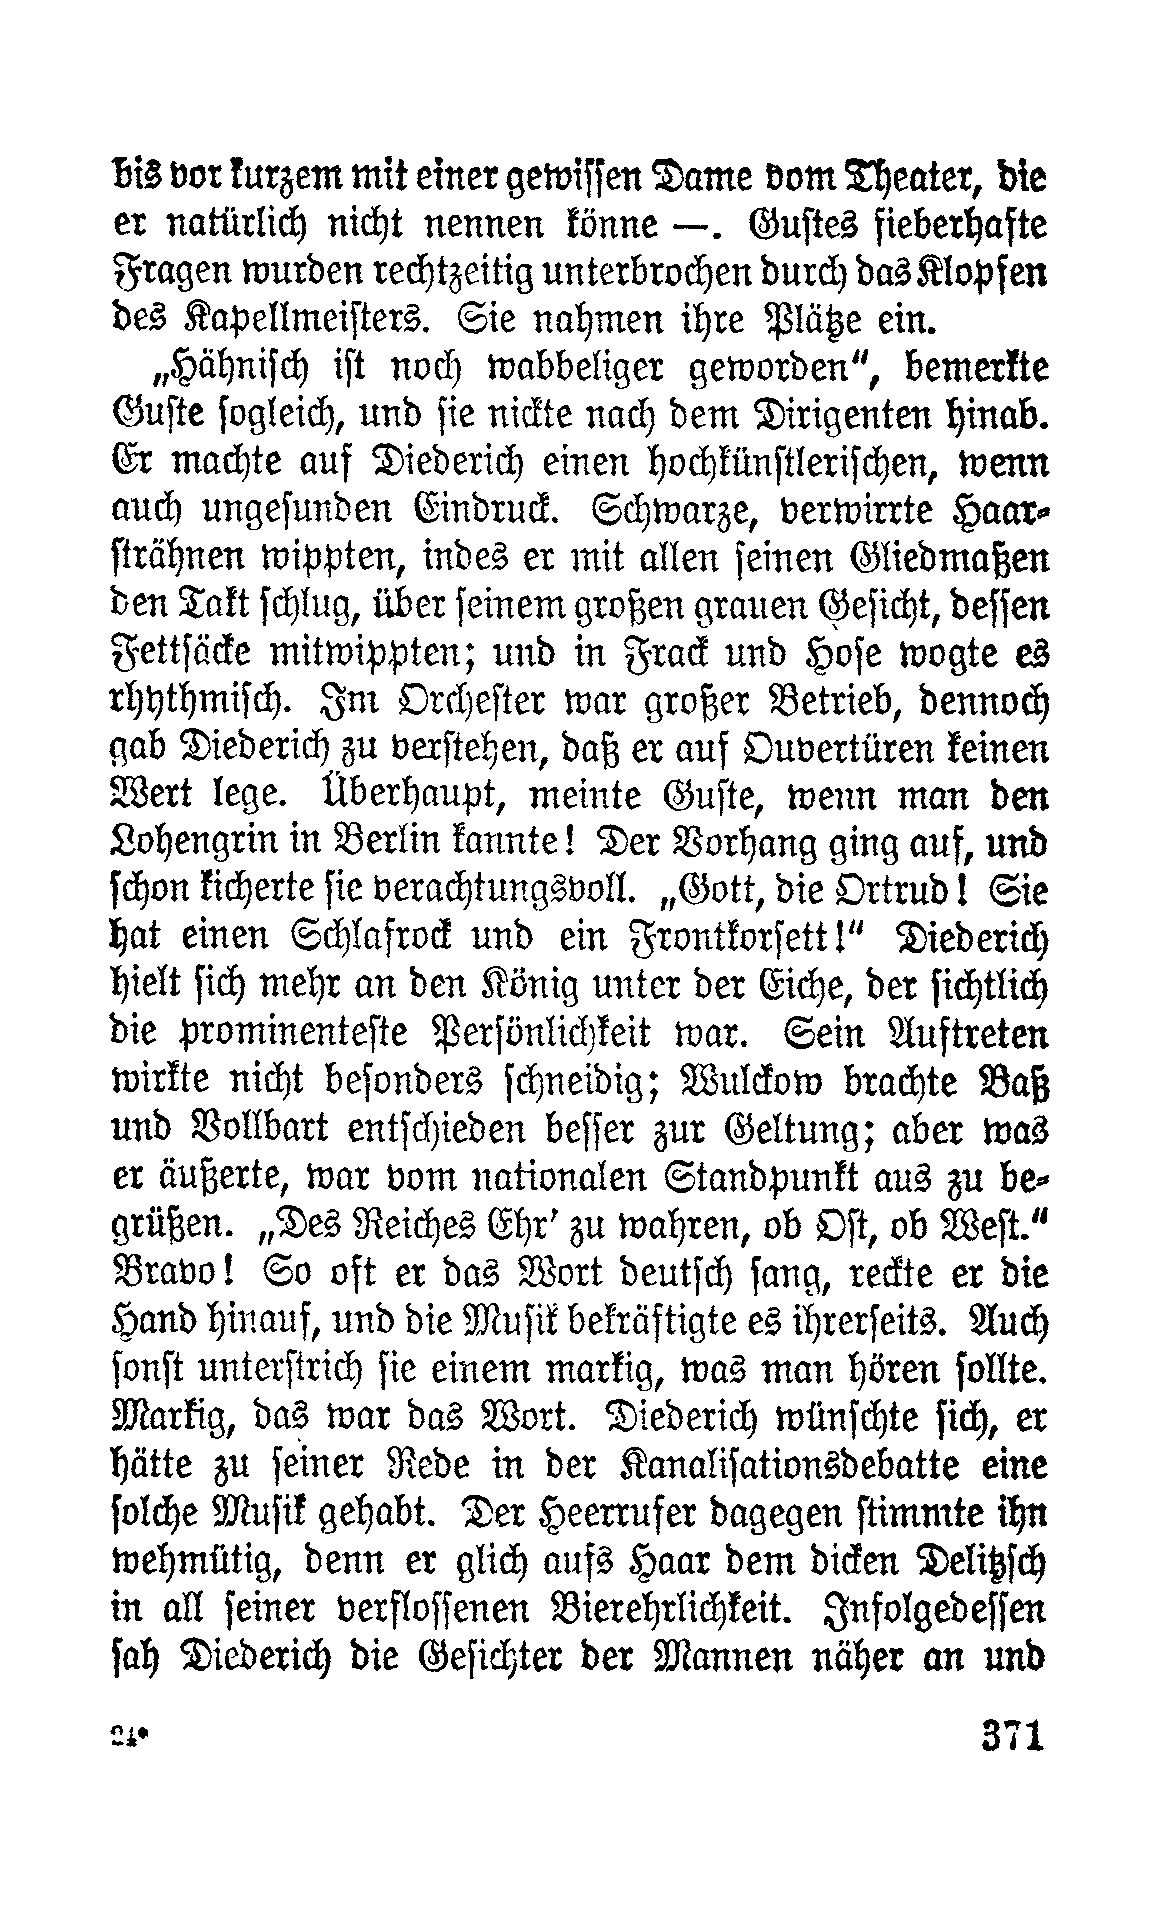 bis vor kurzem mit einer gewissen Dame vom Theater, die
er natürlich nicht nennen könne —. Gustes fieberhafte
Fragen wurden rechtzeitig unterbrochen durch das Klopfen
des Kapellmeisters. Sie nahmen ihre Plätze ein.
„Hähnisch ist noch wabbeliger geworden“, bemerkte
Guste sogleich, und sie nickte nach dem Dirigenten hinab.
Er machte auf Diederich einen hochkünstlerischen, wenn
auch ungesunden Eindruck. Schwarze, verwirrte Haar-
strähnen wippten, indes er mit allen seinen Gliedmaßen
den Takt schlug, über seinem großen grauen Gesicht, dessen
Fettsäcke mitwippten; und in Frack und Hose wogte es
rhythmisch. Im Orchester war großer Betrieb, dennoch
gab Diederich zu verstehen, daß er auf Ouvertüren keinen
Wert lege. Überhaupt, meinte Guste, wenn man den
Lohengrin in Berlin kannte! Der Vorhang ging auf, und
schon kicherte sie verachtungsvoll. „Gott, die Ortrud! Sie
hat einen Schlafrock und ein Frontkorsett!“ Diederich
hielt sich mehr an den König unter der Eiche, der sichtlich
die prominenteste Persönlichkeit war. Sein Auftreten
wirkte nicht besonders schneidig; Wulckow brachte Baß
und Vollbart entschieden besser zur Geltung; aber was
er äußerte, war vom nationalen Standpunkt aus zu be-
grüßen. „Des Reiches Ehr' zu wahren, ob Ost, ob West.“
Bravo! So oft er das Wort deutsch sang, reckte er die
Hand hinauf, und die Musik bekräftigte es ihrerseits. Auch
sonst unterstrich sie einem markig, was man hören sollte.
Markig, das war das Wort. Diederich wünschte sich, er
hätte zu seiner Rede in der Kanalisationsdebatte eine
solche Musik gehabt. Der Heerrufer dagegen stimmte ihn
wehmütig, denn er glich aufs Haar dem dicken Delitzsch
in all seiner verflossenen Bierehrlichkeit. Infolgedessen
sah Diederich die Gesichter der Mannen näher an und
24*
371